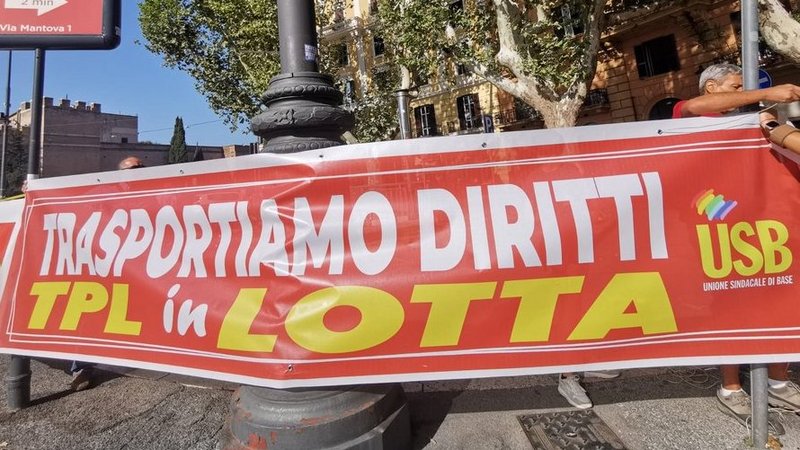 2 min
VIA MANTOVA 1
TRASPORTIAMO DIRITTI
TPL in LOTTA
USB
UNIONE SINDACALE DI BASE